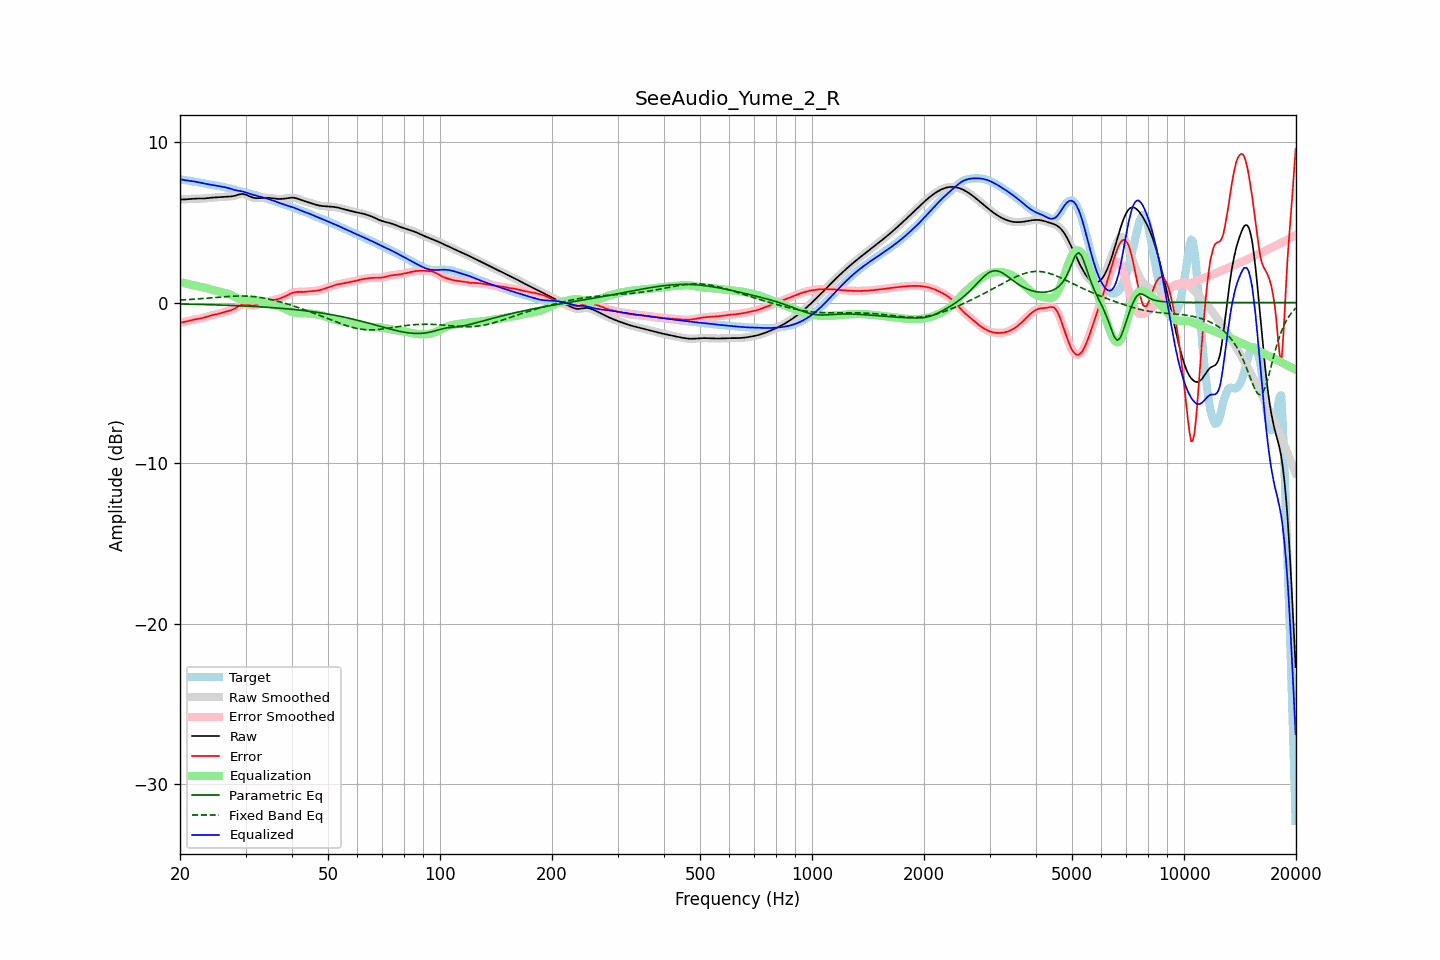 SeeAudio_Yume_2_R
10
0
−10
−20
−30
Amplitude (dBr)
Target
Raw Smoothed
Error Smoothed
Raw
Error
Equalization
Parametric Eq
Fixed Band Eq
Equalized
20 50 100 200 500 1000 2000 5000 10000 20000
Frequency (Hz)